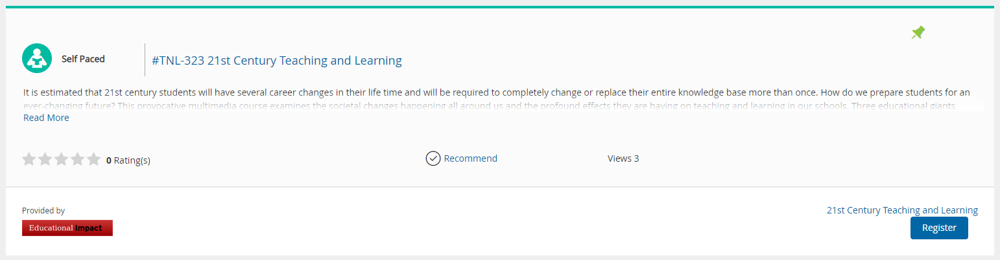 Self Paced
#TNL-323 21st Century Teaching and Learning
It is estimated that 21st century students will have several career changes in their life time and will be required to completely change or replace their entire knowledge base more than once. How do we prepare students for an
ever-changing future? This provocative multimedia course examines the societal changes happening all around us and the profound effects they are having on teaching and learning in our schools. Three educational giants
Read More
0 Rating(s)
Recommend
Views 3
Provided by
Educational Impact
21st Century Teaching and Learning
Register